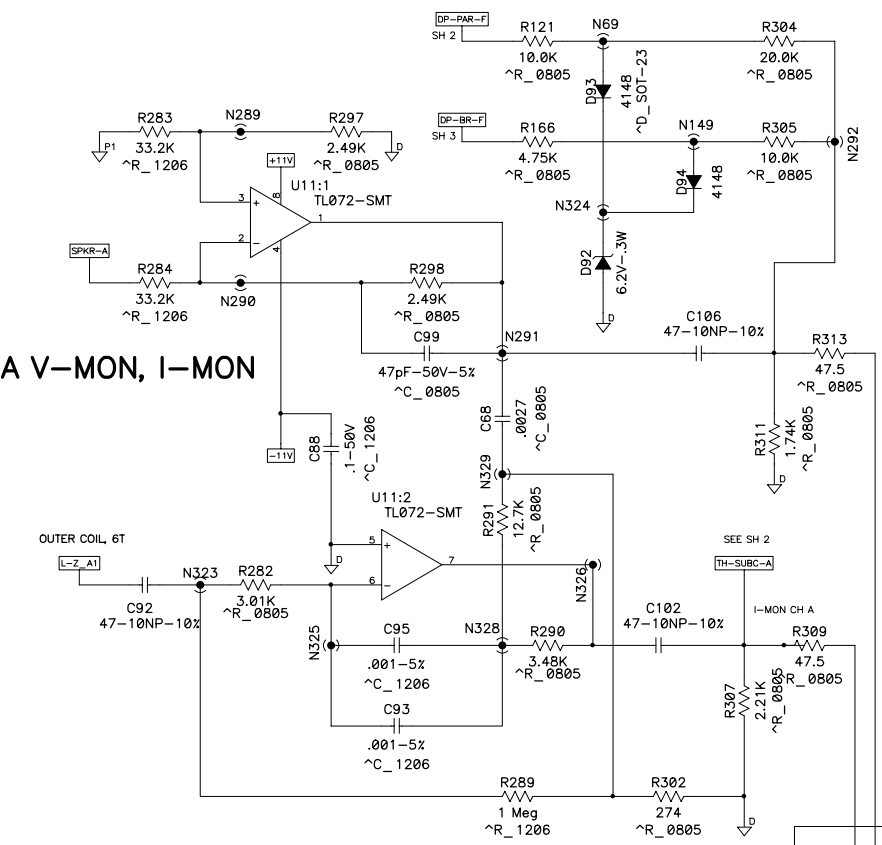 DP-PAR-F
SH 2
R121
10.0K
^R_0805
N69
R304
20.0K
^R_0805
D93
4148
^D_SOT-23
DP-BR-F
SH 3
R166
4.75K
^R_0805
N149
R305
10.0K
^R_0805
N292
D94
4148
N324
D92
6.2V-.3W
D
R283
33.2K
^R_1206
P1
N289
R297
2.49K
^R_0805
D
+11V
U11:1
TL072-SMT
3
+
8
1
2
-
4
SPKR-A
R284
33.2K
^R_1206
N290
R298
2.49K
^R_0805
C99
47pF-50V-5%
^C_0805
N291
C106
47-10NP-10%
R313
47.5
^R_0805
A V-MON, I-MON
C68
.0027
^C_0805
R311
1.74K
^R_0805
D
-11V
C88
.1-50V
^C_1206
D
N329
R291
12.7K
^R_0805
U11:2
TL072-SMT
5
+
7
6
-
OUTER COIL, 6T
L-Z_A1
C92
47-10NP-10%
N323
R282
3.01K
^R_0805
N325
C95
.001-5%
^C_1206
N328
R290
3.48K
^R_0805
N326
C93
.001-5%
^C_1206
C102
47-10NP-10%
SEE SH 2
TH-SUBC-A
I-MON CH A
R309
47.5
^R_0805
R307
2.21K
^R_0805
R289
1 Meg
^R_1206
R302
274
^R_0805
D